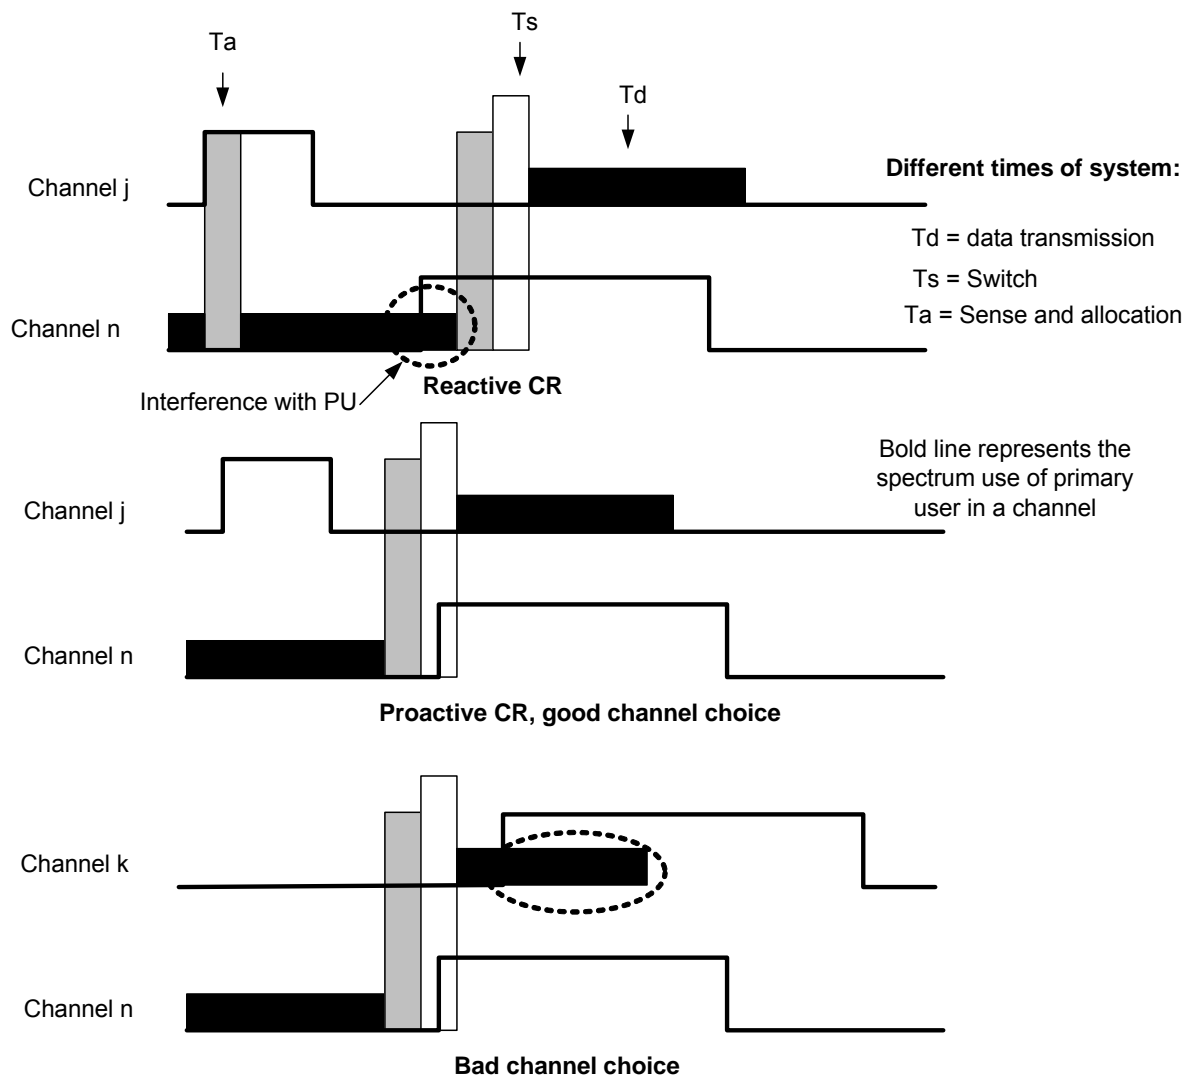 Ts
Ta
Td
Channel j
Different times of system:
Td = data transmission
Ts = Switch
Ta = Sense and allocation
Channel n
Reactive CR
Interference with PU
Bold line represents the
spectrum use of primary
user in a channel
Channel j
Channel n
Proactive CR, good channel choice
Channel k
Channel n
Bad channel choice